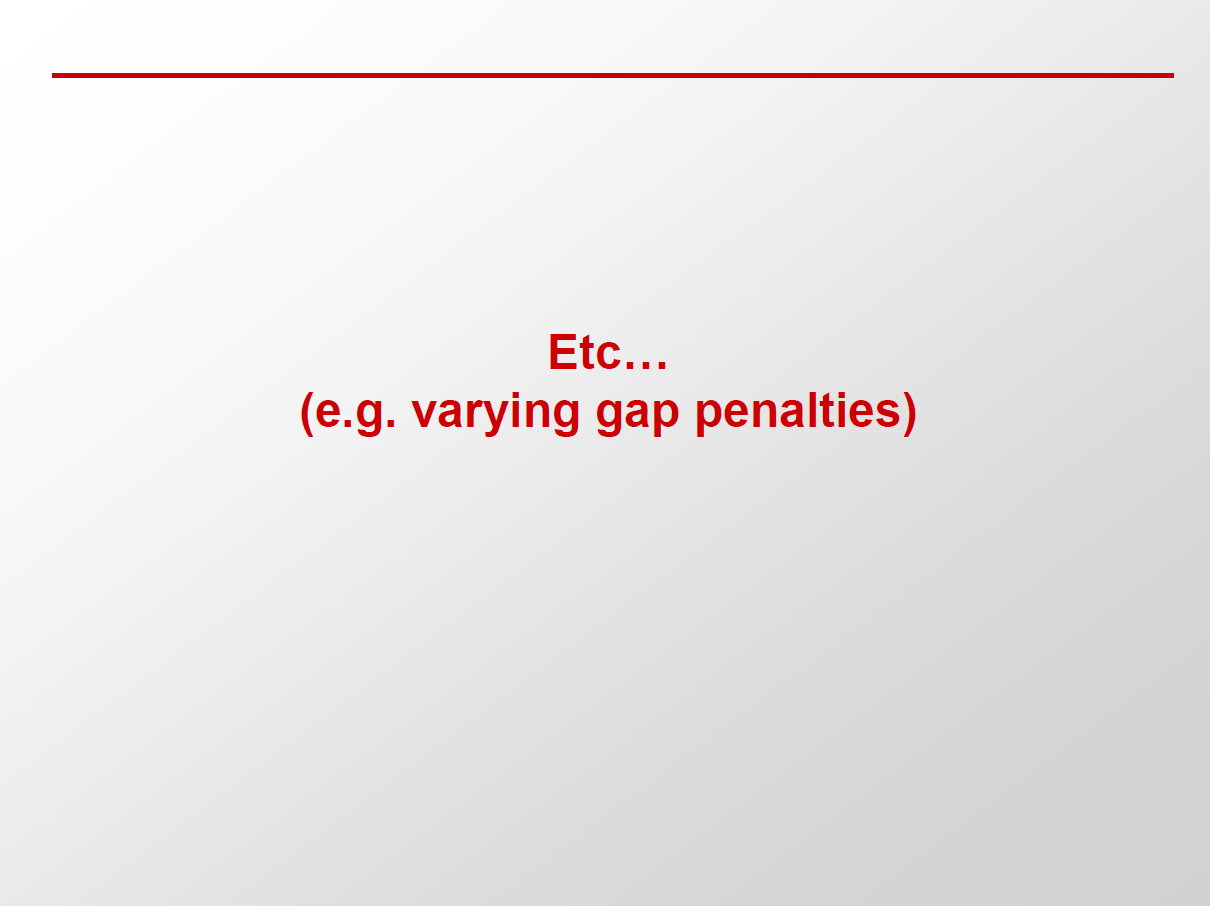 Etc…
(e.g. varying gap penalties)